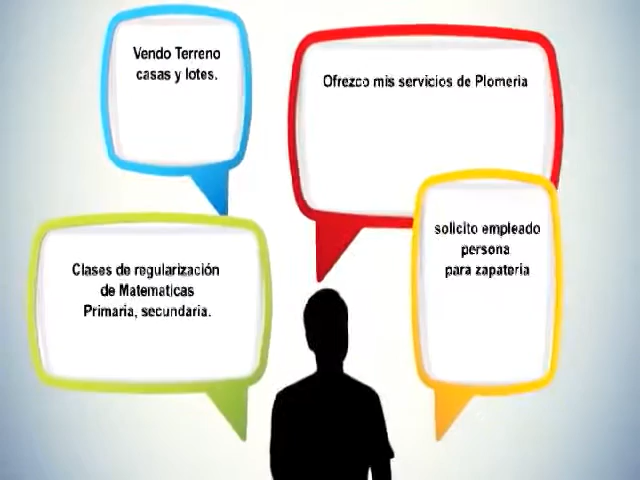 Vendo Terreno
casas y lotes.
Ofrezco mis servicios de Plomeria
solicito empleado
persona
para zapateria
Clases de regularización
de Matematicas
Primaria, secundaria.